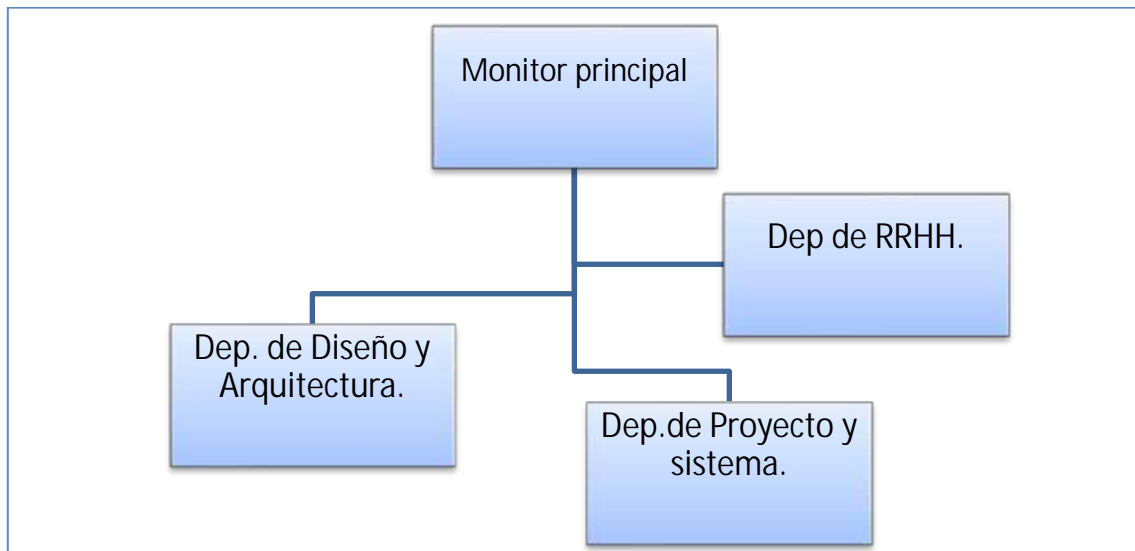 Monitor principal
Dep de RRHH.
Dep. de Diseño y
Arquitectura.
Dep.de Proyecto y
sistema.